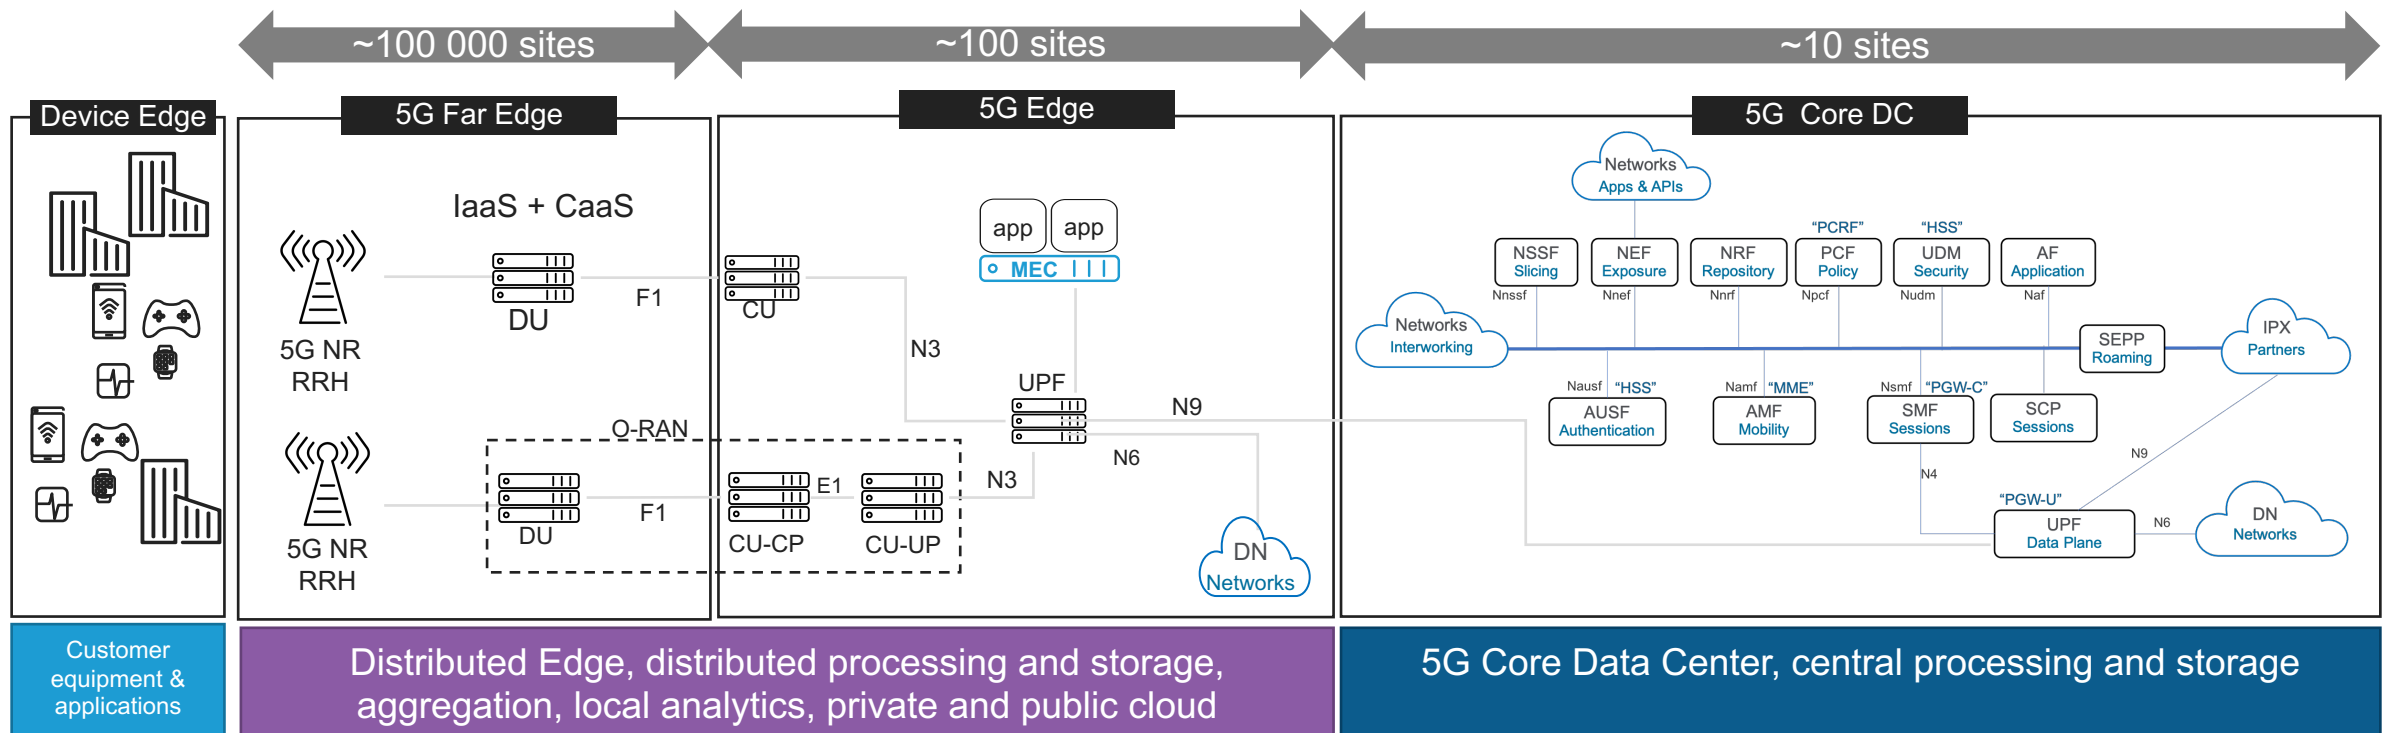 ~100 000 sites
~100 sites
~10 sites
Device Edge
5G Far Edge
5G Edge
5G  Core DC
IaaS + CaaS
5G NR
RRH
DU
F1
CU
5G NR
RRH
O-RAN
DU
F1
CU-CP
E1
CU-UP
N3
N3
app
app
MEC
UPF
N9
N6
DN
Networks
Networks
Apps & APIs
"PCRF"
"HSS"
NSSF
Slicing
NEF
Exposure
NRF
Repository
PCF
Policy
UDM
Security
AF
Application
Nnssf
Nnef
Nnrf
Npcf
Nudm
Naf
Networks
Interworking
SEPP
Roaming
IPX
Partners
Nausf
"HSS"
Namf
"MME"
Nsmf
"PGW-C"
AUSF
Authentication
AMF
Mobility
SMF
Sessions
SCP
Sessions
N9
N4
"PGW-U"
UPF
Data Plane
N6
DN
Networks
Customer
equipment &
applications
Distributed Edge, distributed processing and storage,
aggregation, local analytics, private and public cloud
5G Core Data Center, central processing and storage